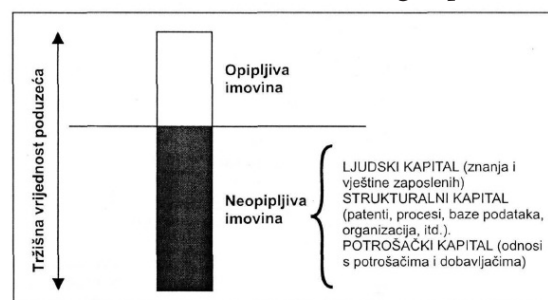 Tržišna vrijednost poduzeća
Opipljiva
imovina
Neopipljiva
imovina
LJUDSKI KAPITAL (znanja i
vještine zaposlenih)
STRUKTURALNI KAPITAL
(patenti, procesi, baze podataka,
organizacija, itd.).
POTROŠAČKI KAPITAL (odnosi
s potrošačima i dobavljačima)